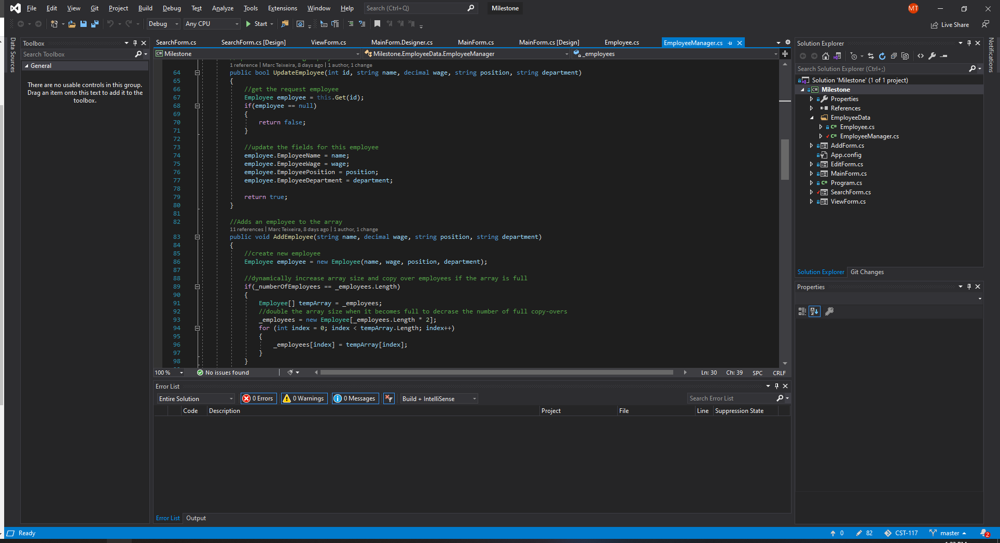 File Edit View Git Project Build Debug Test Analyze Tools Extensions Window Help Search (Ctrl+Q) Milestone MT
Debug Any CPU Start Live Share
Data Sources
Toolbox
Search Toolbox
General
There are no usable controls in this group.
Drag an item onto this text to add it to the
toolbox.
SearchForm.cs SearchForm.cs [Design] ViewForm.cs MainForm.Designer.cs MainForm.cs MainForm.cs [Design] Employee.cs EmployeeManager.cs
Milestone Milestone.EmployeeData.EmployeeManager _employees
1 reference | Marc Teixeira, 8 days ago | 1 author, 1 change
64 public bool UpdateEmployee(int id, string name, decimal wage, string position, string department)
65 {
66 //get the request employee
67 Employee employee = this.Get(id);
68 if(employee == null)
69 {
70 return false;
71 }
72
73 //update the fields for this employee
74 employee.EmployeeName = name;
75 employee.EmployeeWage = wage;
76 employee.EmployeePosition = position;
77 employee.EmployeeDepartment = department;
78
79 return true;
80 }
81
82 //Adds an employee to the array
11 references | Marc Teixeira, 8 days ago | 1 author, 1 change
83 public void AddEmployee(string name, decimal wage, string position, string department)
84 {
85 //create new employee
86 Employee employee = new Employee(name, wage, position, department);
87
88 //dynamically increase array size and copy over employees if the array is full
89 if(_numberOfEmployees == _employees.Length)
90 {
91 Employee[] tempArray = _employees;
92 //double the array size when it becomes full to decrase the number of full copy-overs
93 _employees = new Employee[_employees.Length * 2];
94 for (int index = 0; index < tempArray.Length; index++)
95 {
96 _employees[index] = tempArray[index];
97 }
98 }
100 % No issues found Ln: 30 Ch: 39 SPC CRLF
Error List
Entire Solution 0 Errors 0 Warnings 0 Messages Build + IntelliSense Search Error List
Code Description Project File Line Suppression State
Error List Output
Solution Explorer
Search Solution Explorer (Ctrl+;)
Solution 'Milestone' (1 of 1 project)
C# Milestone
Properties
References
EmployeeData
C# Employee.cs
C# EmployeeManager.cs
AddForm.cs
App.config
EditForm.cs
MainForm.cs
C# Program.cs
SearchForm.cs
ViewForm.cs
Solution Explorer Git Changes
Properties
Notifications
Ready 0 82 CST-117 master 2